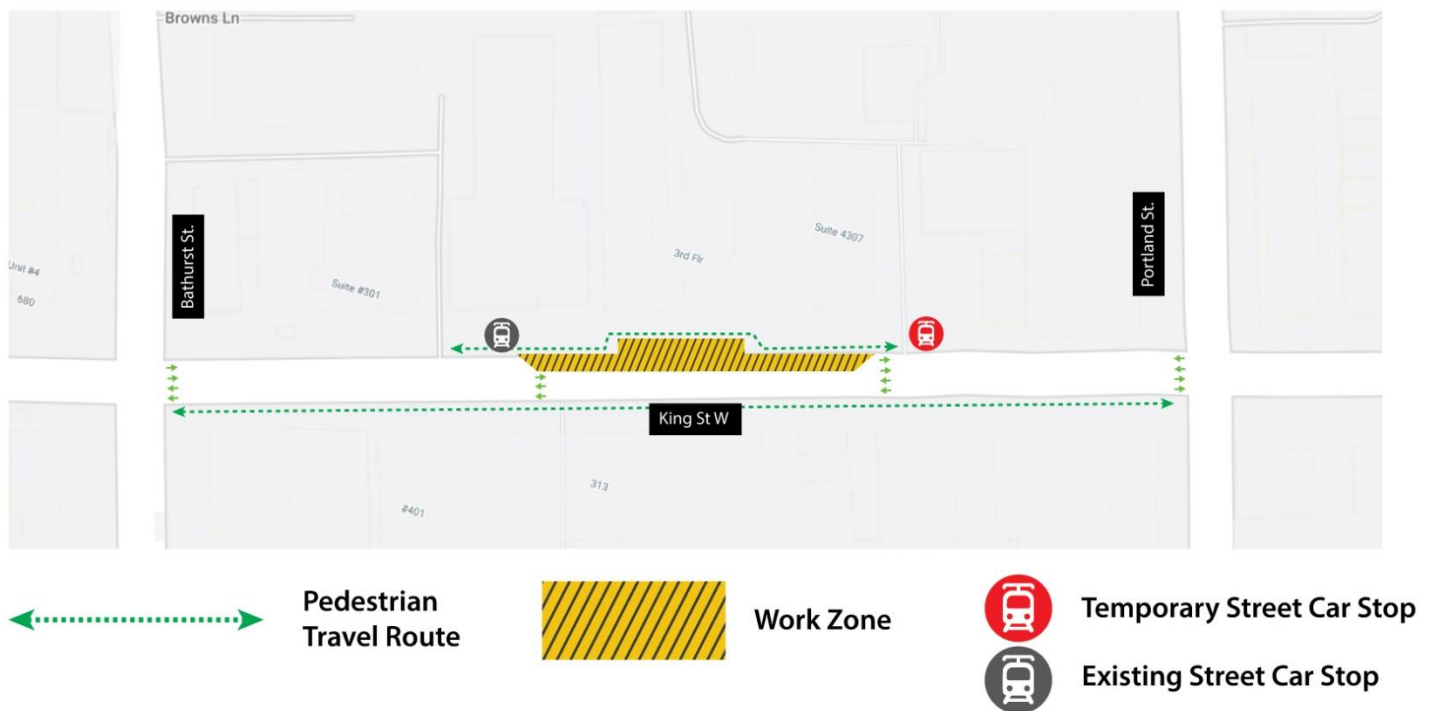 Browns Ln
Bathurst St.
Portland St.
Suite 4307
3rd Flr
Unit #4
680
Suite #301
King St W
313
#401
Pedestrian
Travel Route
Work Zone
Temporary Street Car Stop
Existing Street Car Stop